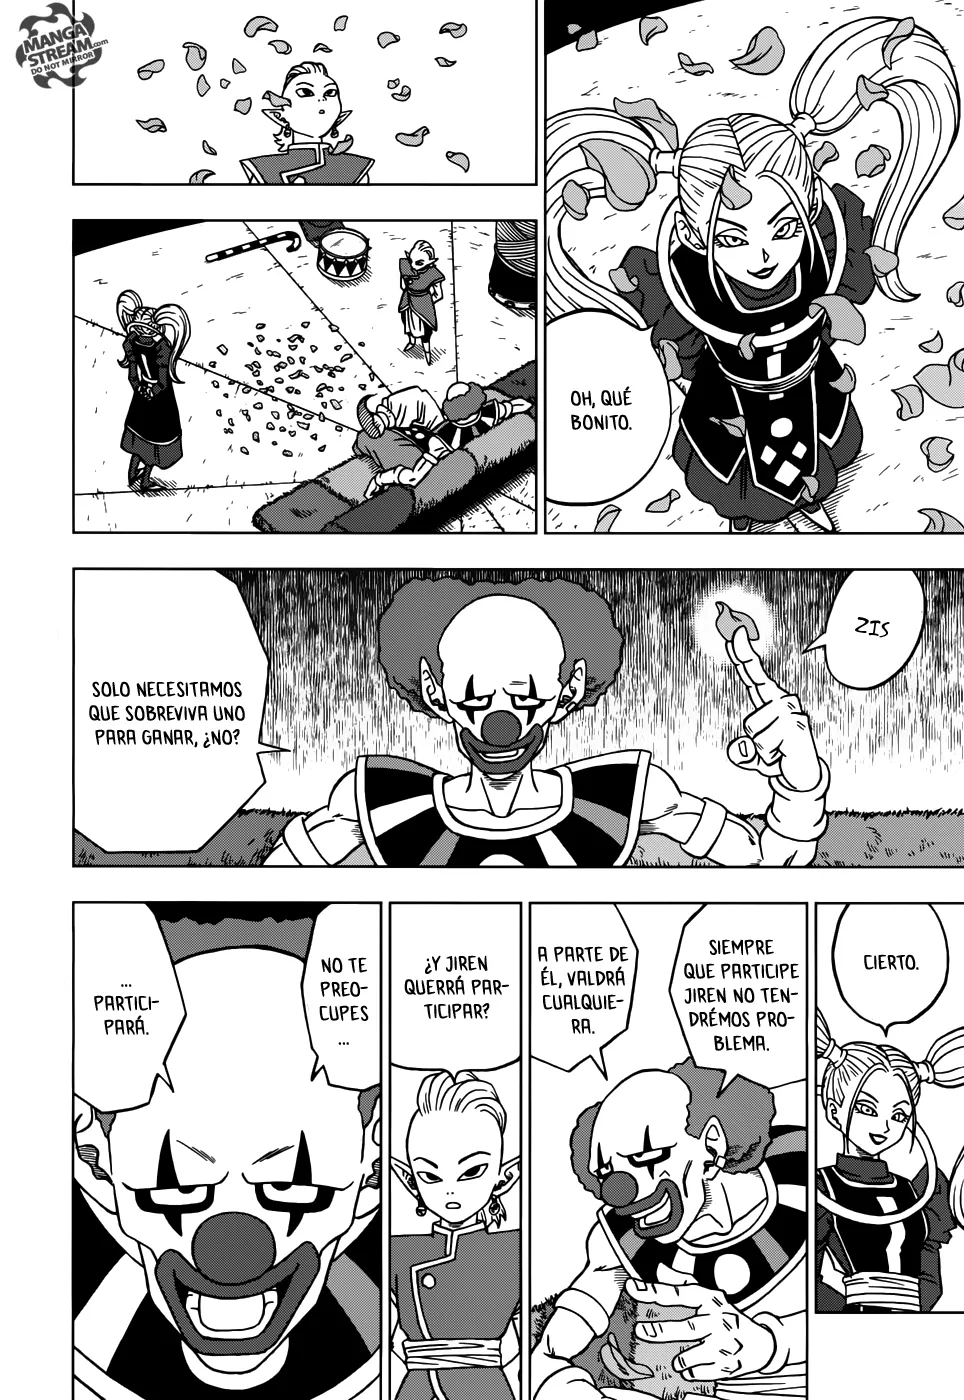 MANGA
STREAM.com
DO NOT MIRROR
OH, QUÉ
BONITO.
ZIS
SOLO NECESITAMOS
QUE SOBREVIVA UNO
PARA GANAR, ¿NO?
CIERTO.
SIEMPRE
QUE PARTICIPE
JIREN NO TEN-
DRÉMOS PRO-
BLEMA.
A PARTE DE
ÉL, VALDRÁ
CUALQUIE-
RA.
¿Y JIREN
QUERRÁ PAR-
TICIPAR?
NO TE
PREO-
CUPES
...
...
PARTICI-
PARÁ.